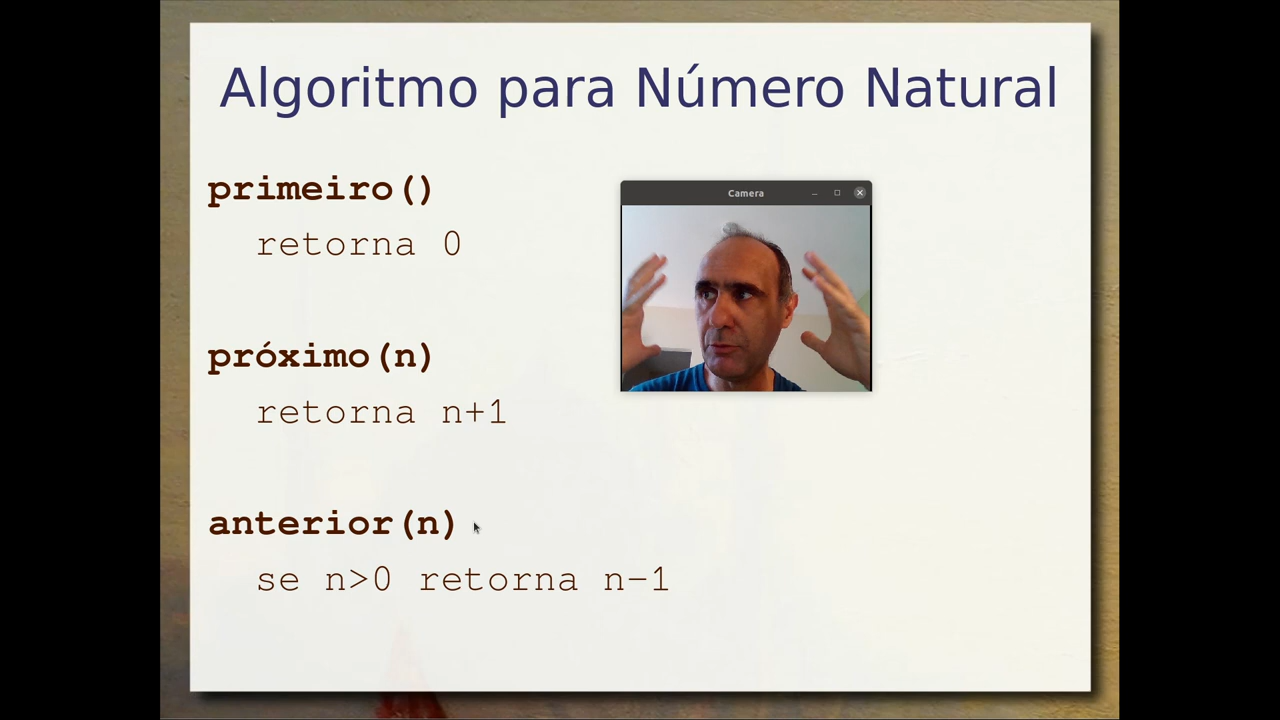 Algoritmo para Número Natural
primeiro()
retorna 0
Camera
próximo(n)
retorna n+1
anterior(n)
se n>0 retorna n-1